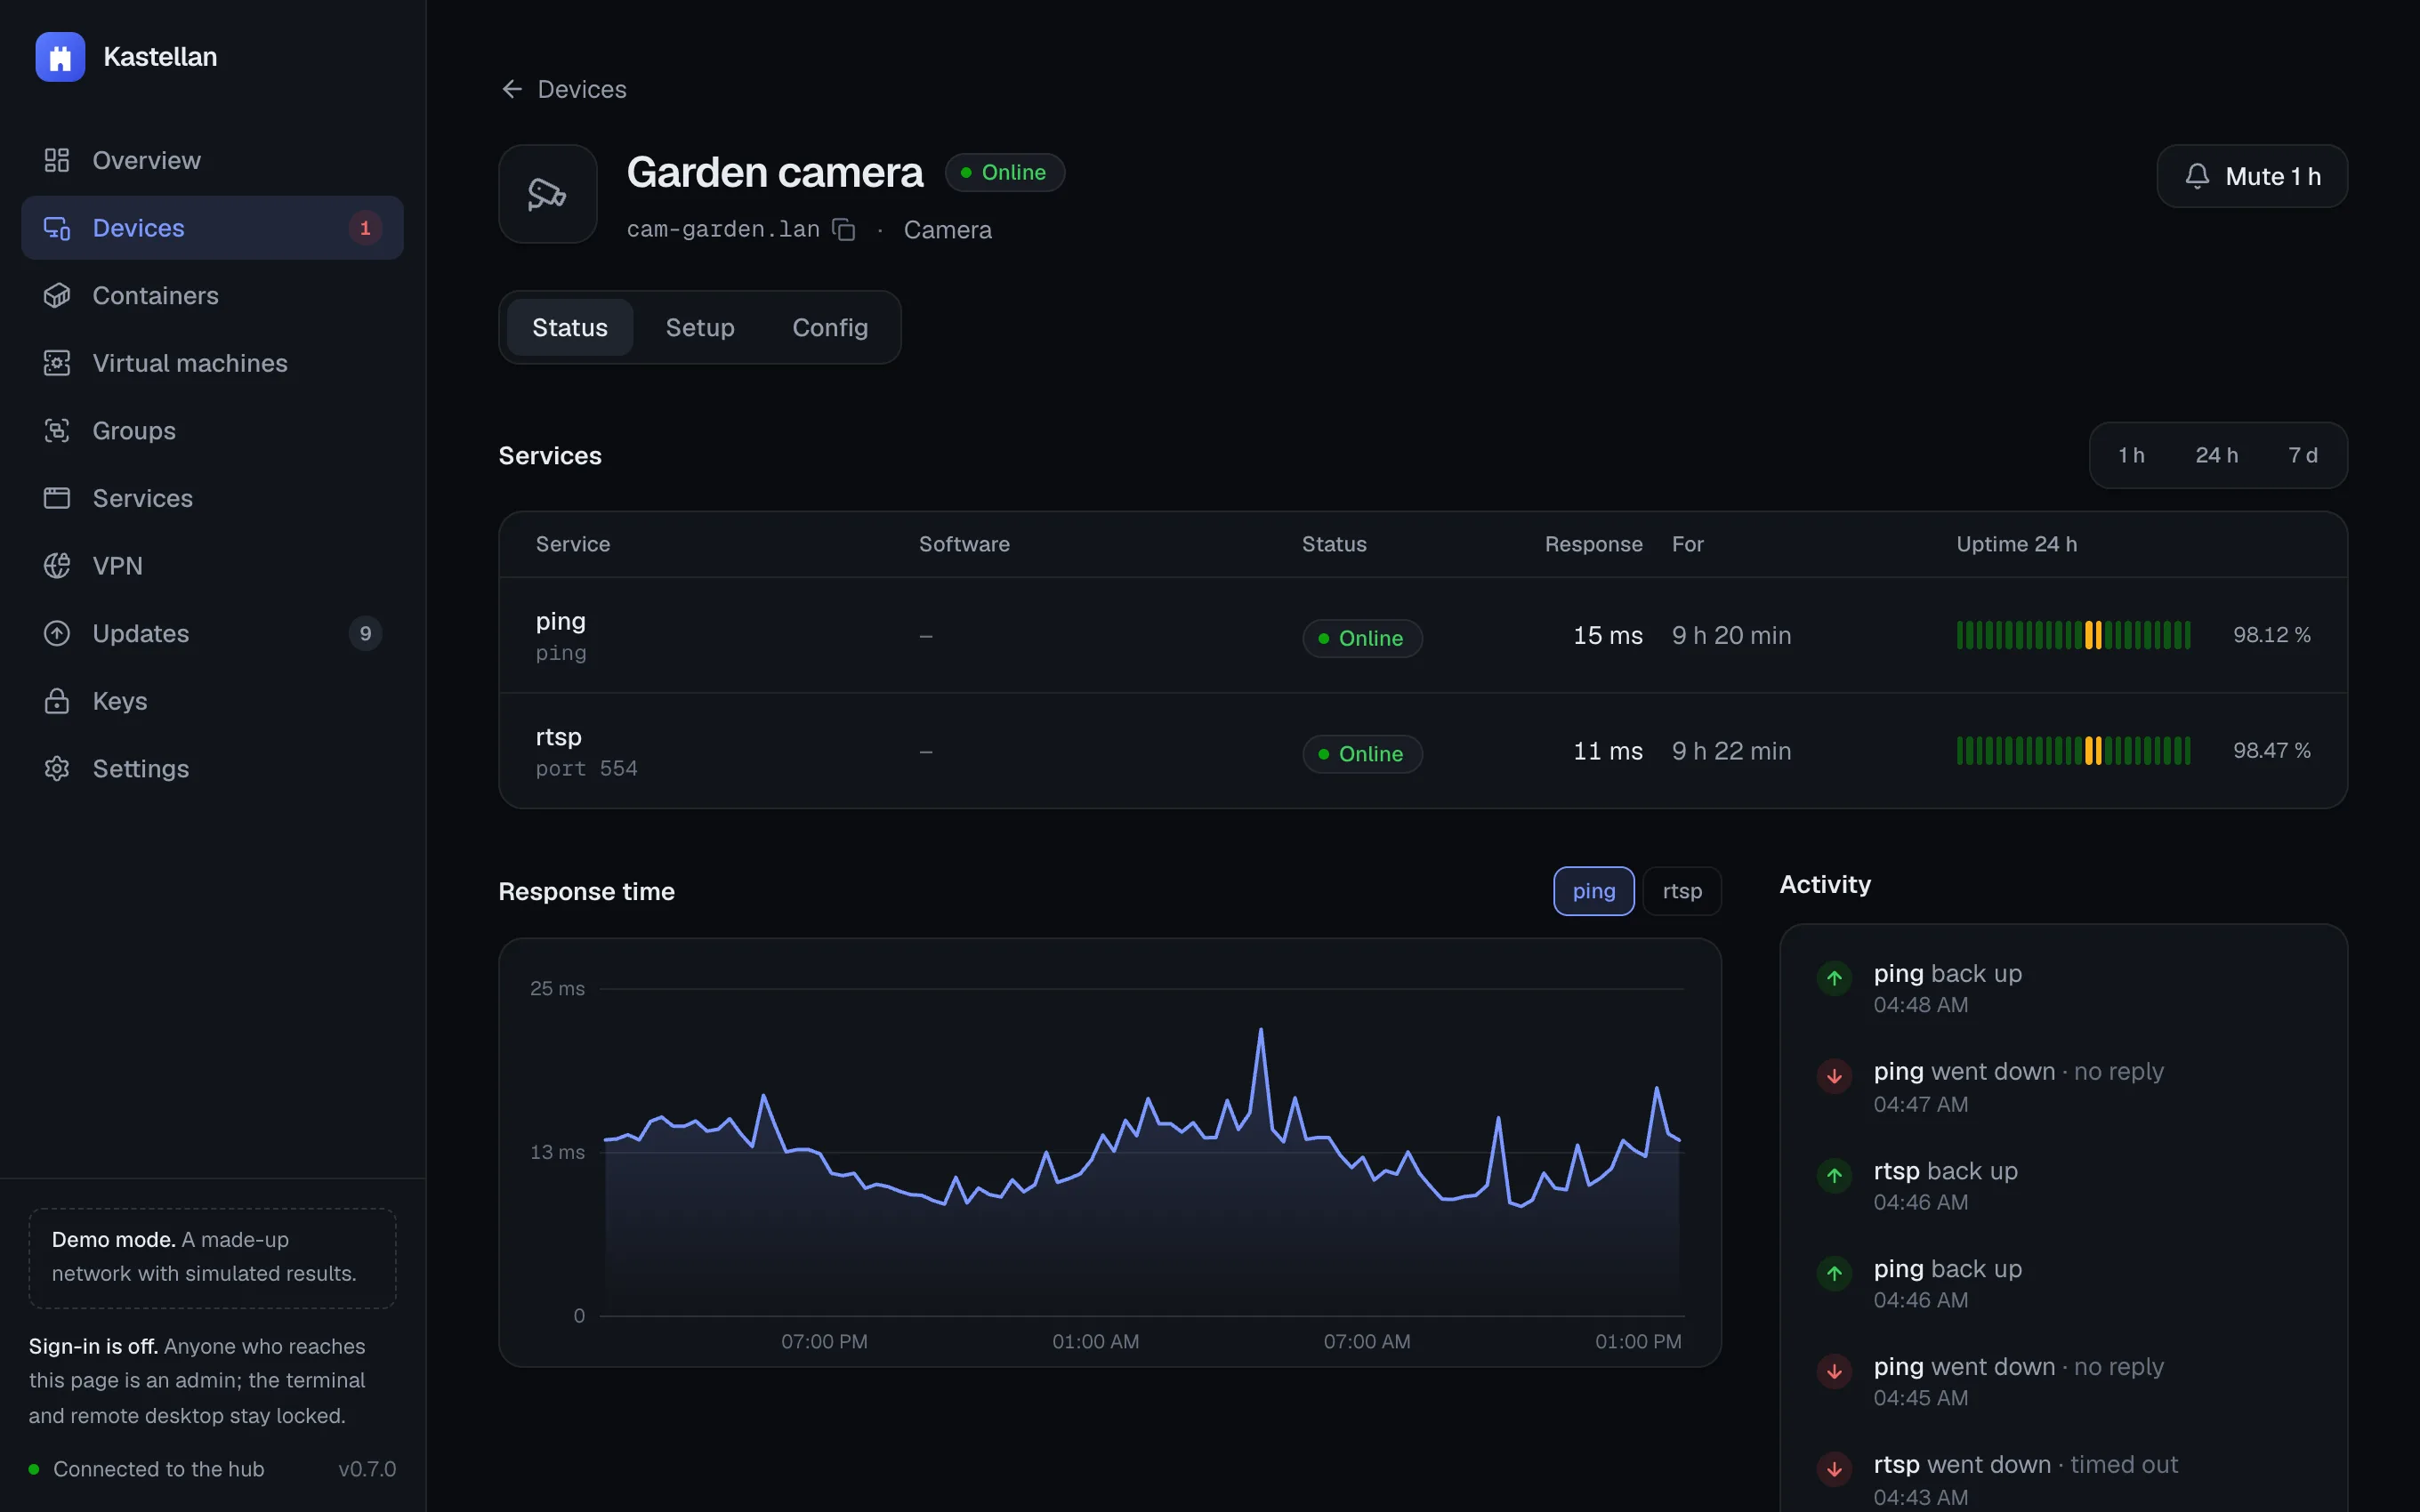 Kastellan
Overview
Devices 1
Containers
Virtual machines
Groups
Services
VPN
Updates 9
Keys
Settings
Demo mode. A made-up
network with simulated results.
Sign-in is off. Anyone who reaches
this page is an admin; the terminal
and remote desktop stay locked.
Connected to the hub v0.7.0
Devices
Garden camera Online
cam-garden.lan · Camera
Mute 1 h
Status Setup Config
Services
1 h 24 h 7 d
Service Software Status Response For Uptime 24 h
ping – Online 15 ms 9 h 20 min 98.12 %
ping
rtsp – Online 11 ms 9 h 22 min 98.47 %
port 554
Response time
ping rtsp
25 ms
13 ms
0
07:00 PM 01:00 AM 07:00 AM 01:00 PM
Activity
ping back up
04:48 AM
ping went down · no reply
04:47 AM
rtsp back up
04:46 AM
ping back up
04:46 AM
ping went down · no reply
04:45 AM
rtsp went down · timed out
04:43 AM